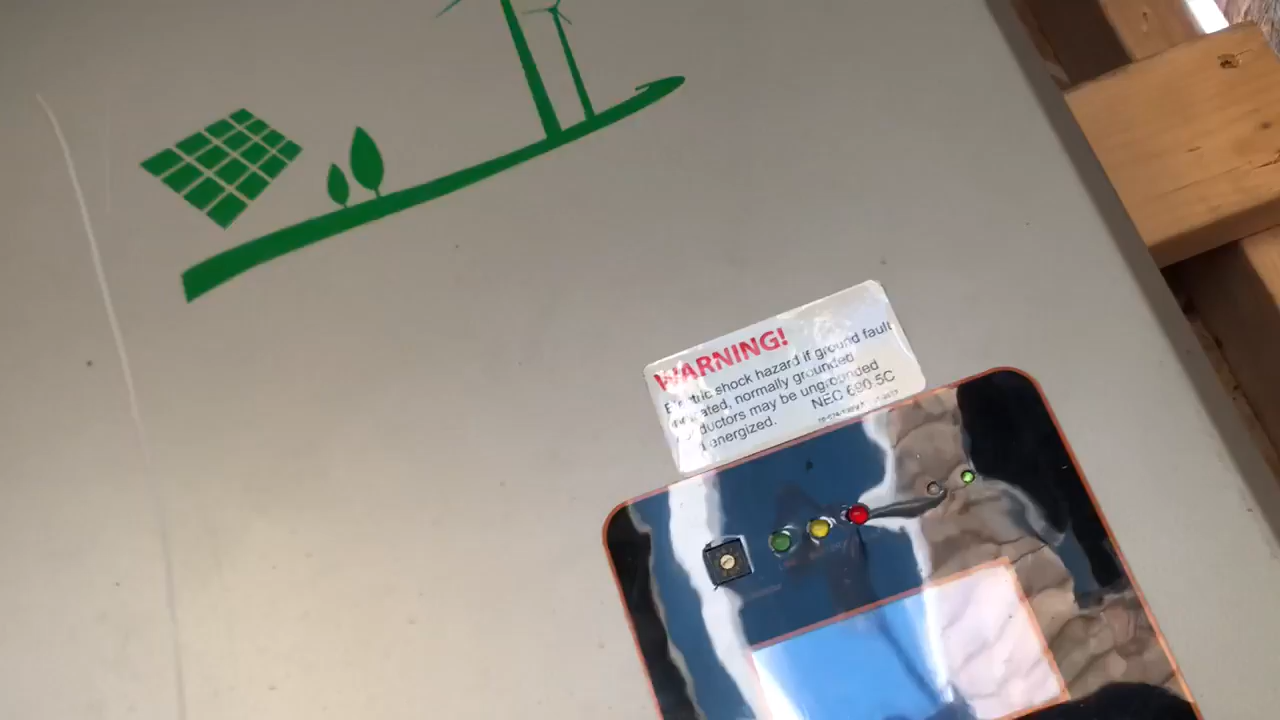 WARNING!
Electric shock hazard if ground fault
indicated, normally grounded
conductors may be ungrounded
energized.
NEC 690.5C